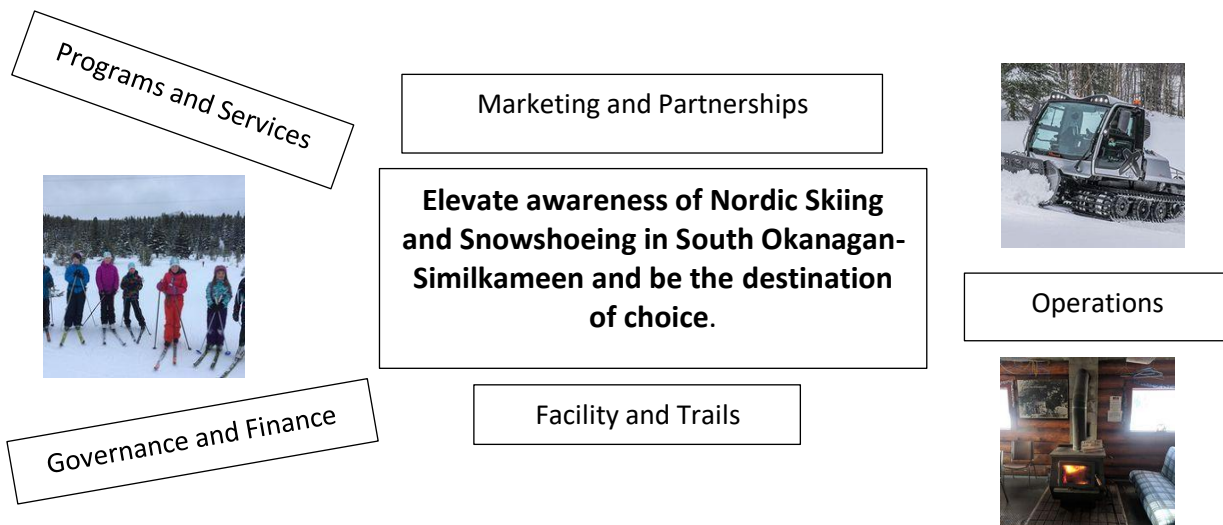 Programs and Services
Marketing and Partnerships
Elevate awareness of Nordic Skiing
and Snowshoeing in South Okanagan-
Similkameen and be the destination
of choice.
Operations
Governance and Finance
Facility and Trails